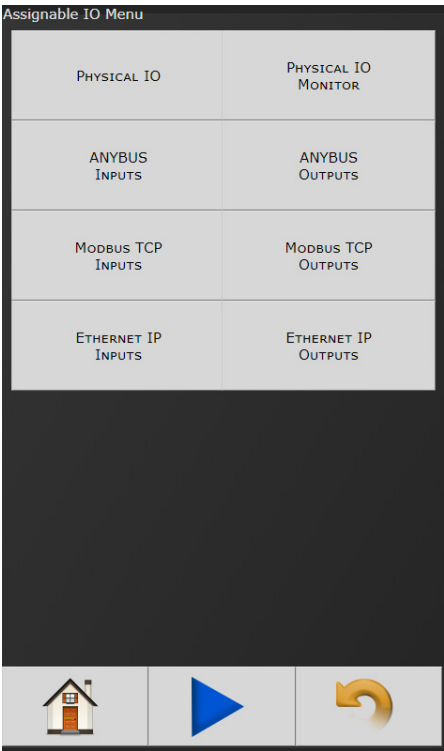 Assignable IO Menu
Physical IO
Physical IO
Monitor
ANYBUS
Inputs
ANYBUS
Outputs
Modbus TCP
Inputs
Modbus TCP
Outputs
Ethernet IP
Inputs
Ethernet IP
Outputs